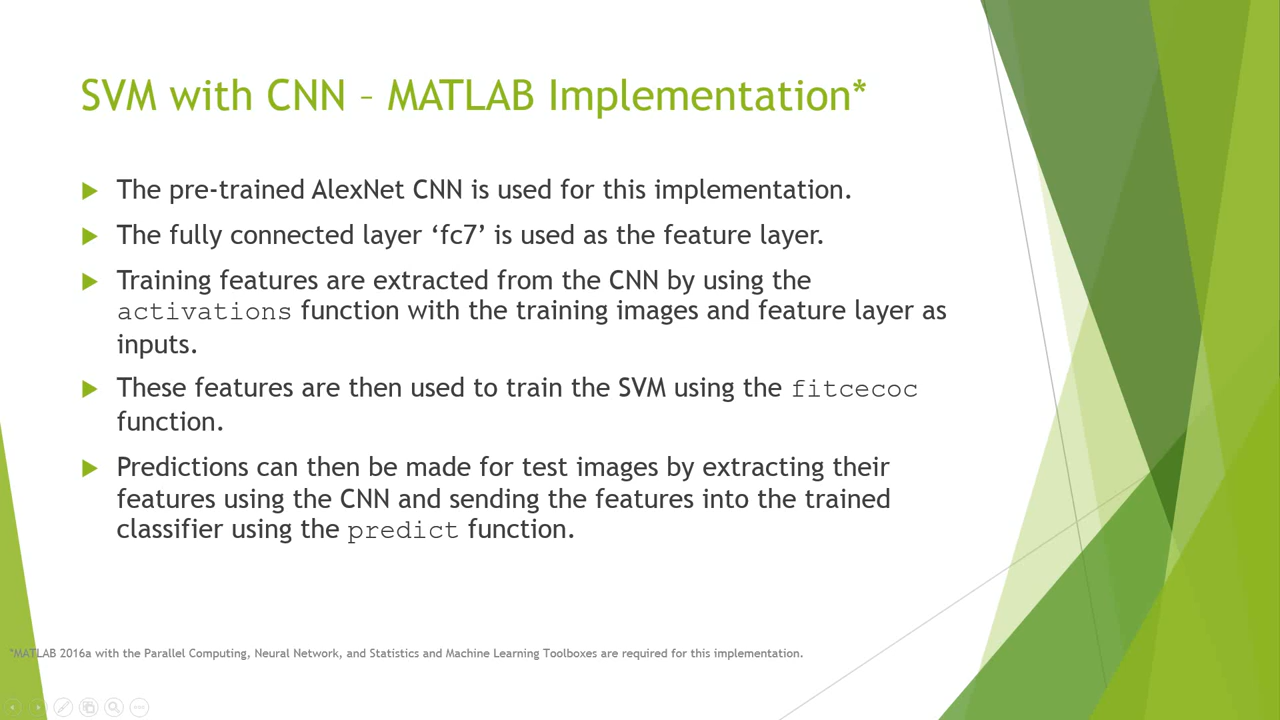 SVM with CNN – MATLAB Implementation*
The pre-trained AlexNet CNN is used for this implementation.
The fully connected layer ‘fc7’ is used as the feature layer.
Training features are extracted from the CNN by using the
activations function with the training images and feature layer as
inputs.
These features are then used to train the SVM using the fitcecoc
function.
Predictions can then be made for test images by extracting their
features using the CNN and sending the features into the trained
classifier using the predict function.
*MATLAB 2016a with the Parallel Computing, Neural Network, and Statistics and Machine Learning Toolboxes are required for this implementation.